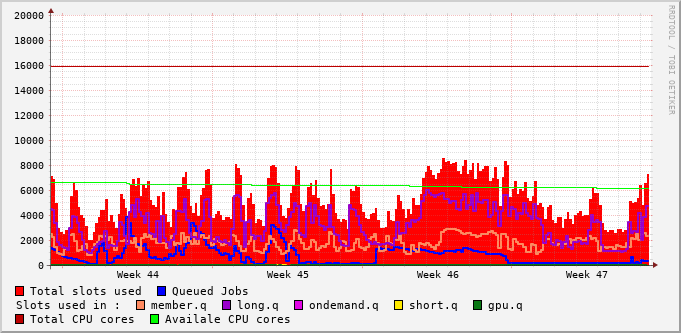 20000
18000
16000
14000
12000
10000
8000
6000
4000
2000
0
Week 44 Week 45 Week 46 Week 47
Total slots used Queued Jobs
Slots used in : member.q long.q ondemand.q short.q gpu.q
Total CPU cores Availale CPU cores
RRDTOOL / TOBI OETIKER